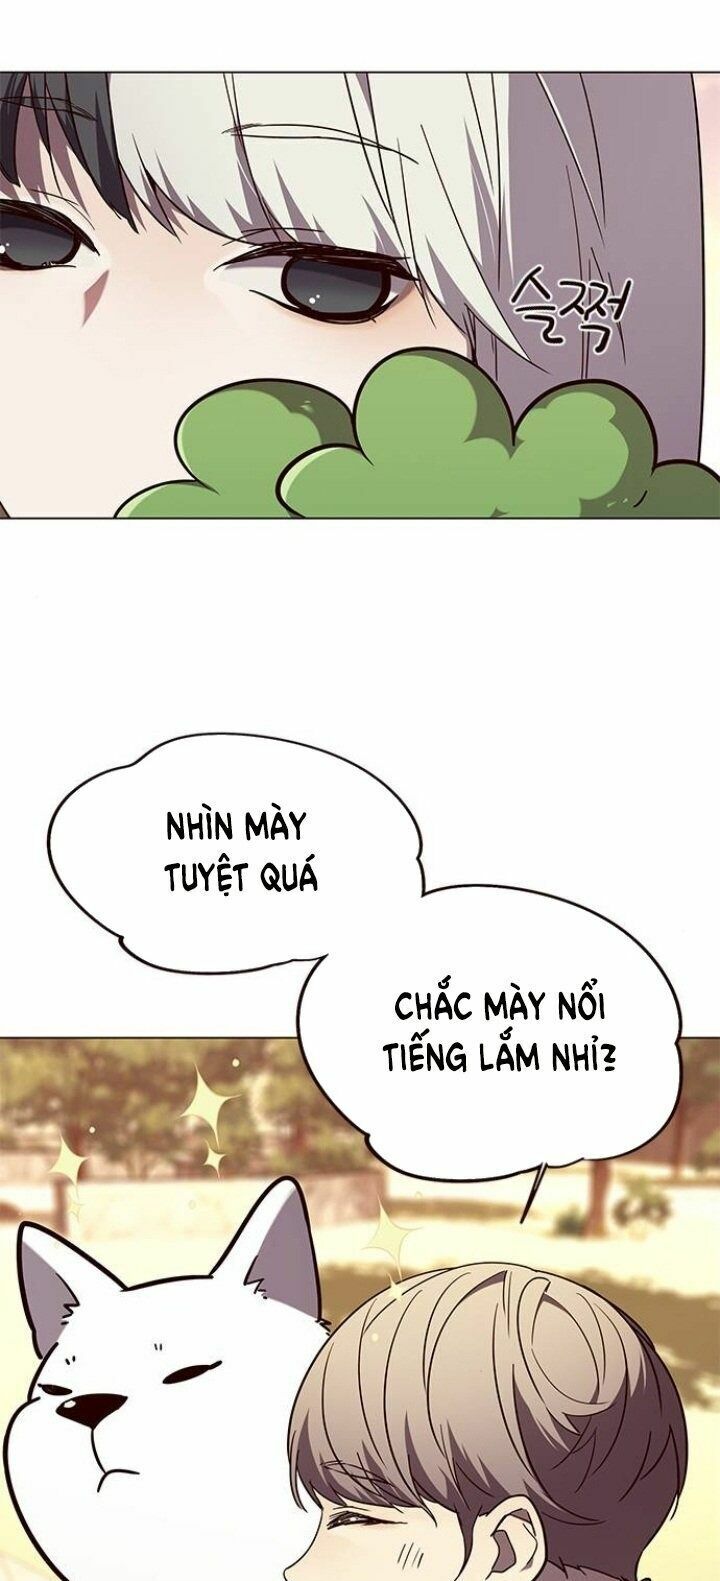 슬쩍
NHÌN MÀY
TUYỆT QUÁ
CHẮC MÀY NỔI
TIẾNG LẮM NHỈ?